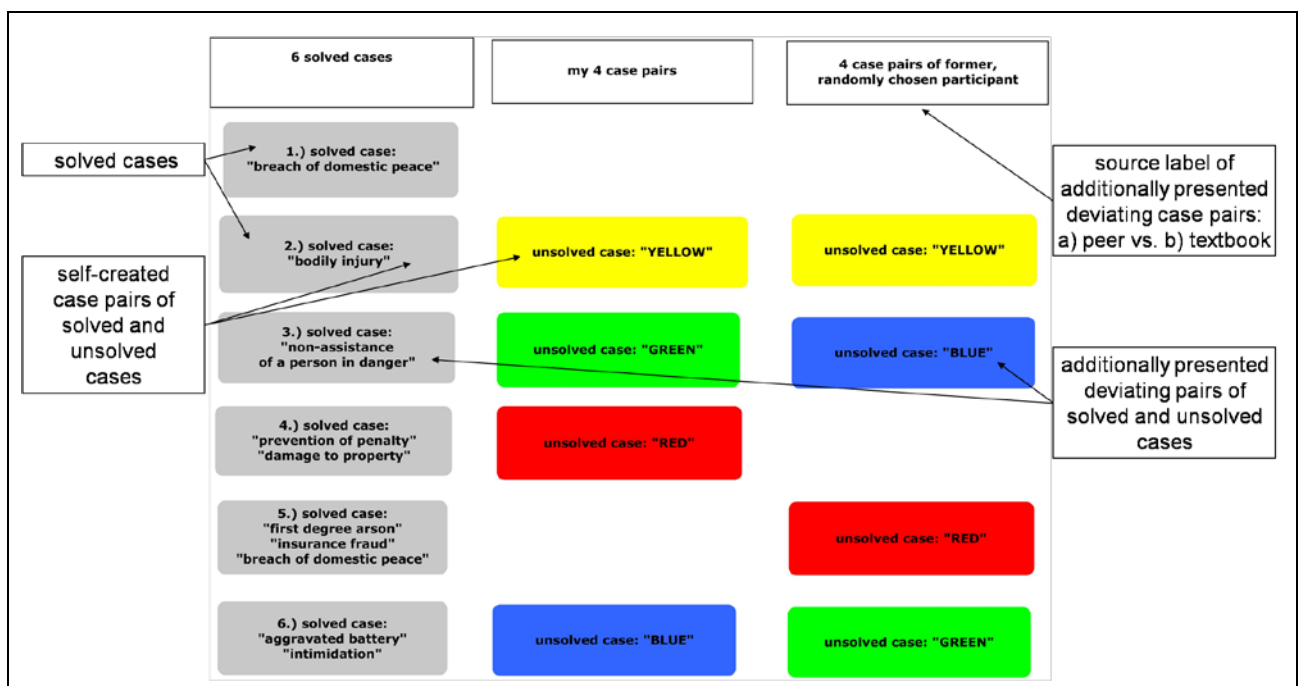 6 solved cases
my 4 case pairs
4 case pairs of former,
randomly chosen participant
solved cases
1.) solved case:
"breach of domestic peace"
source label of
additionally presented
deviating case pairs:
a) peer vs. b) textbook
2.) solved case:
"bodily injury"
unsolved case: "YELLOW"
unsolved case: "YELLOW"
self-created
case pairs of
solved and
unsolved
cases
3.) solved case:
"non-assistance
of a person in danger"
unsolved case: "GREEN"
unsolved case: "BLUE"
additionally presented
deviating pairs of
solved and unsolved
cases
4.) solved case:
"prevention of penalty"
"damage to property"
unsolved case: "RED"
5.) solved case:
"first degree arson"
"insurance fraud"
"breach of domestic peace"
unsolved case: "RED"
6.) solved case:
"aggravated battery"
"intimidation"
unsolved case: "BLUE"
unsolved case: "GREEN"